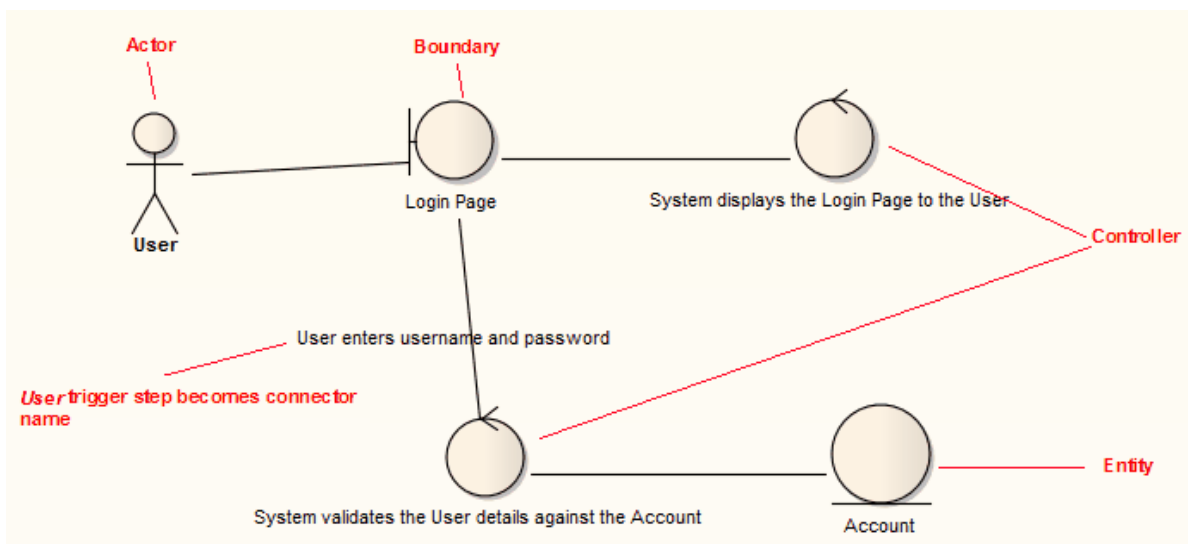 Actor
Boundary
Login Page
System displays the Login Page to the User
User
Controller
User enters username and password
User trigger step becomes connector
name
Entity
System validates the User details against the Account
Account